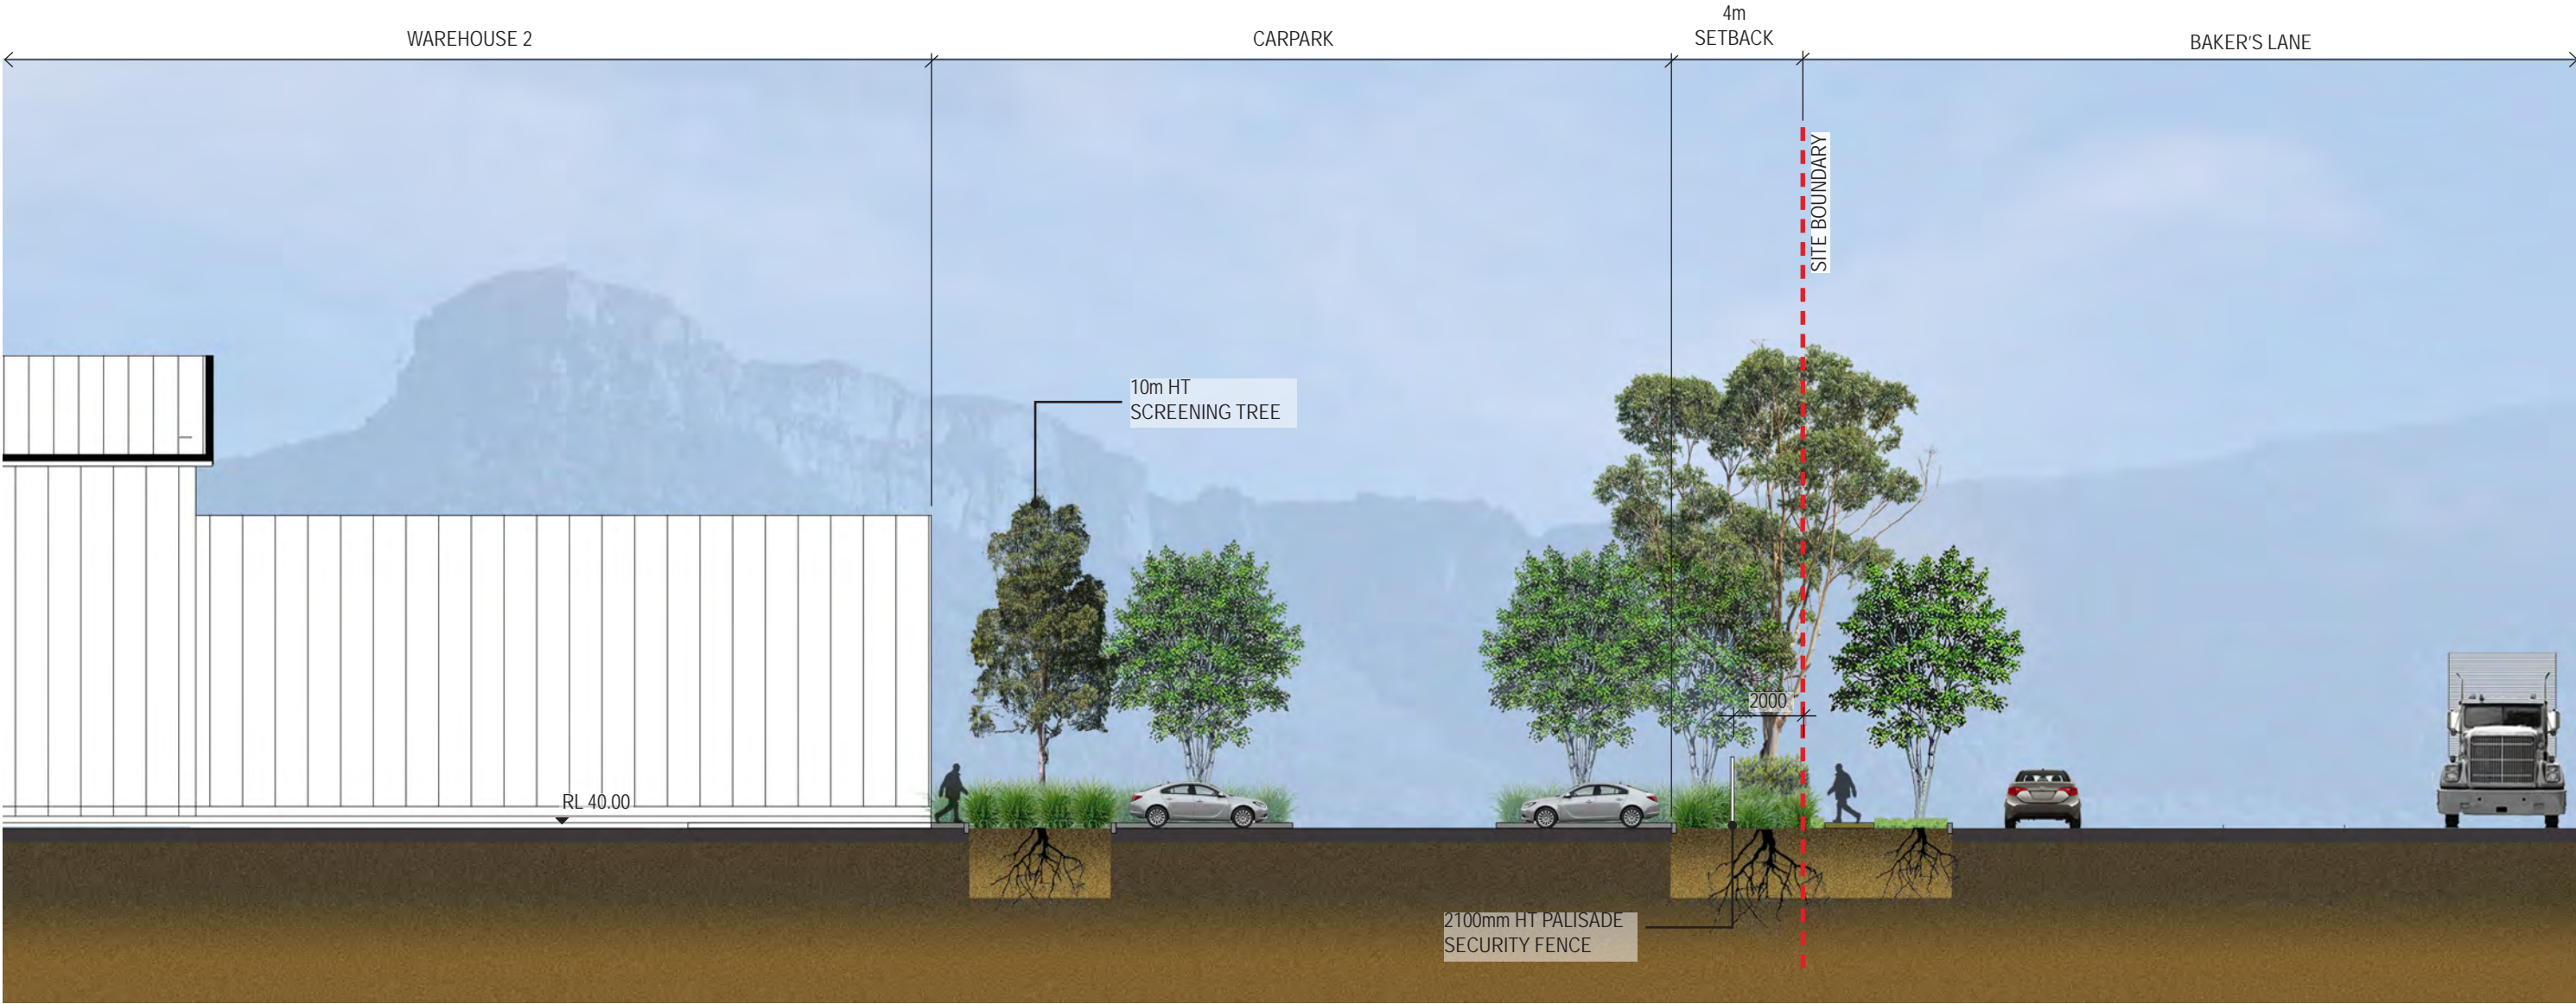 WAREHOUSE 2
CARPARK
4m
SETBACK
BAKER'S LANE
SITE BOUNDARY
10m HT
SCREENING TREE
2000
RL 40.00
2100mm HT PALISADE
SECURITY FENCE